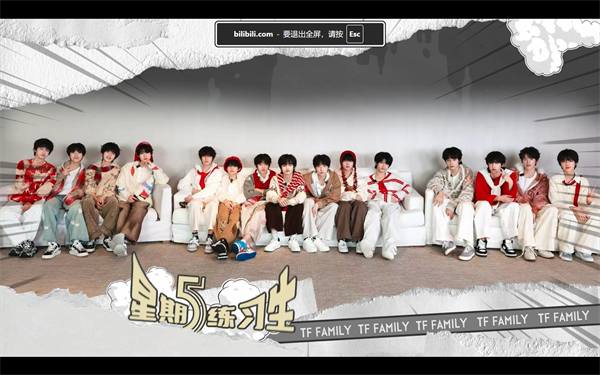 bilibili.com - 要退出全屏，请按 Esc
星期5练习生
TF FAMILY TF FAMILY TF FAMILY TF FAMILY TF FAMILY